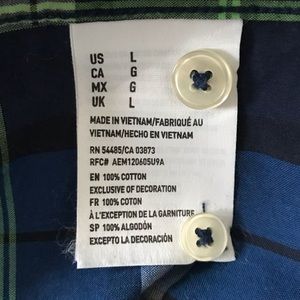 US L
CA G
MX G
UK L
MADE IN VIETNAM/FABRIQUÉ AU
VIETNAM/HECHO EN VIETNAM
RN 54485/CA 03873
RFC# AEM120605U9A
EN 100% COTTON
EXCLUSIVE OF DECORATION
FR 100% COTON
À L'EXCEPTION DE LA GARNITURE
SP 100% ALGODÓN
EXCEPTO LA DECORACIÓN